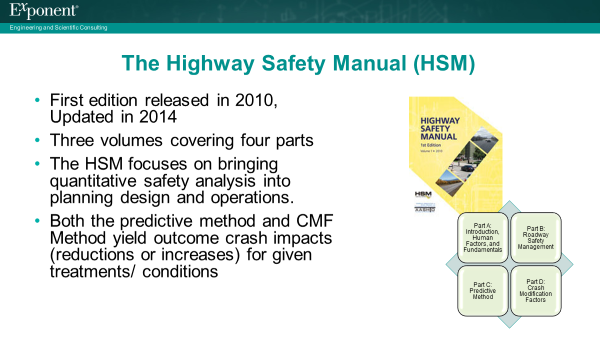 Exponent®
Engineering and Scientific Consulting
The Highway Safety Manual (HSM)
• First edition released in 2010,
Updated in 2014
• Three volumes covering four parts
• The HSM focuses on bringing
quantitative safety analysis into
planning design and operations.
• Both the predictive method and CMF
Method yield outcome crash impacts
(reductions or increases) for given
treatments/ conditions
HIGHWAY
SAFETY
MANUAL
1st Edition
HSM
AASHTO
Part A:
Introduction,
Human
Factors, and
Fundamentals
Part B:
Roadway
Safety
Management
Part C:
Predictive
Method
Part D:
Crash
Modification
Factors